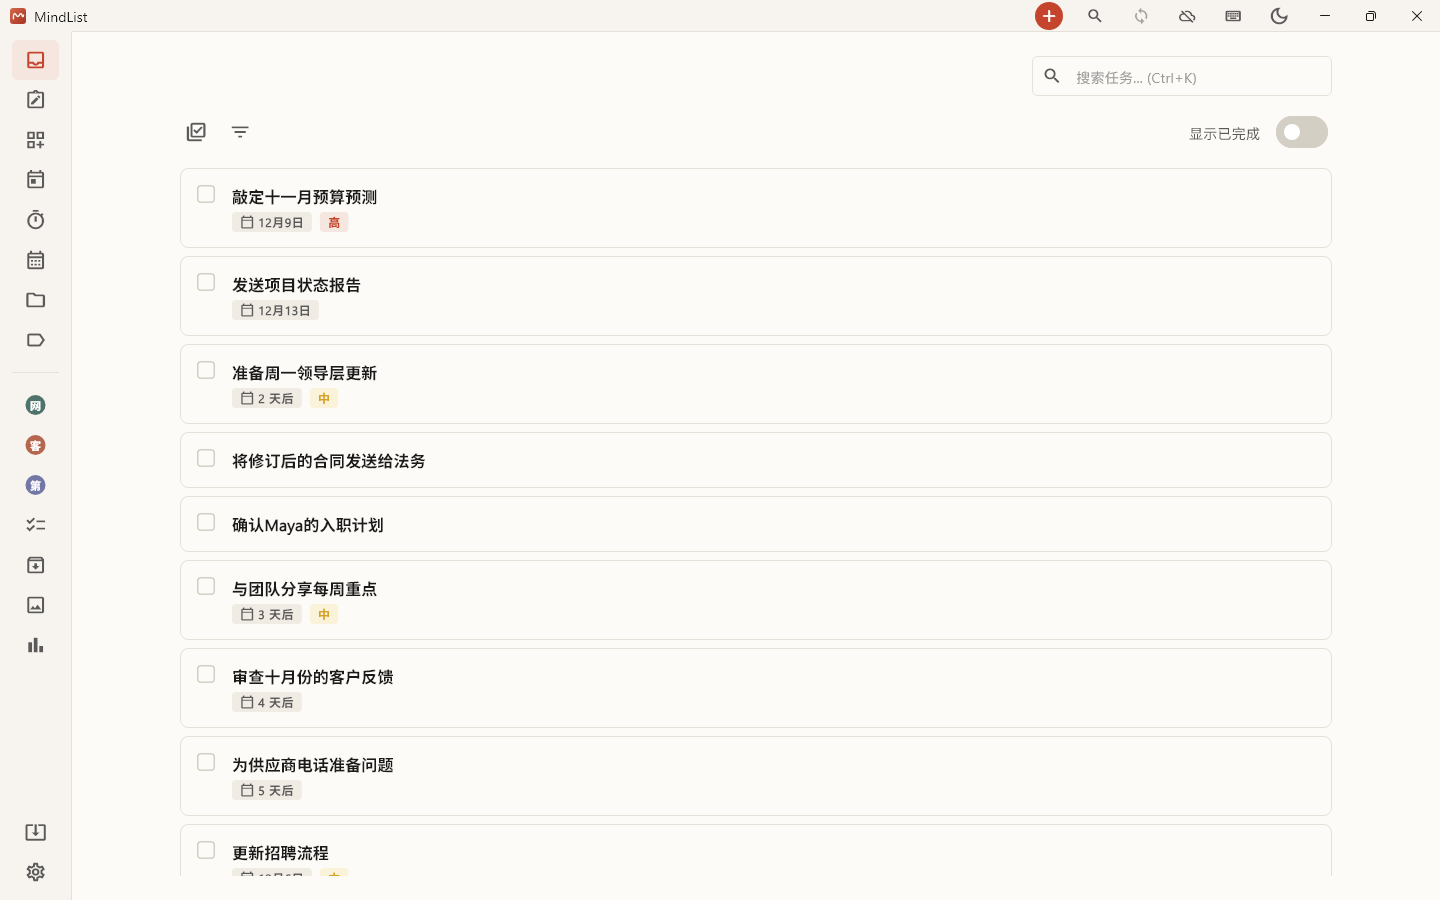 MindList
搜索任务... (Ctrl+K)
显示已完成
敲定十一月预算预测
12月9日 高
发送项目状态报告
12月13日
准备周一领导层更新
2 天后 中
将修订后的合同发送给法务
确认Maya的入职计划
与团队分享每周重点
3 天后 中
审查十月份的客户反馈
4 天后
为供应商电话准备问题
5 天后
更新招聘流程
网
客
第